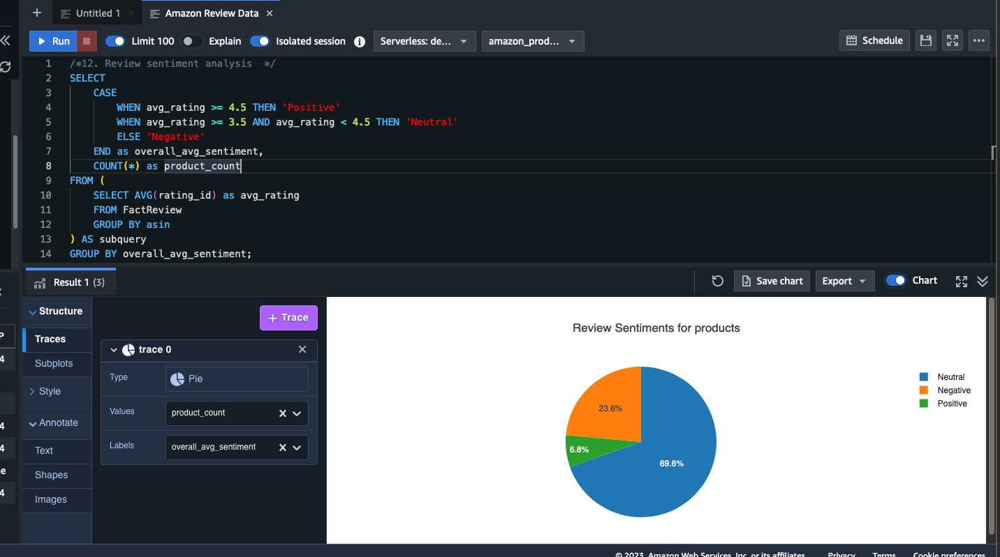 + Untitled 1 × Amazon Review Data ×
Run Limit 100 Explain Isolated session i Serverless: de... amazon_prod... Schedule ...
1 /*12. Review sentiment analysis */
2 SELECT
3 CASE
4 WHEN avg_rating >= 4.5 THEN 'Positive'
5 WHEN avg_rating >= 3.5 AND avg_rating < 4.5 THEN 'Neutral'
6 ELSE 'Negative'
7 END as overall_avg_sentiment,
8 COUNT(*) as product_count
9 FROM (
10 SELECT AVG(rating_id) as avg_rating
11 FROM FactReview
12 GROUP BY asin
13 ) AS subquery
14 GROUP BY overall_avg_sentiment;
Result 1 (3) Save chart Export Chart
Structure
Traces
Subplots
Style
Annotate
Text
Shapes
Images
+ Trace
trace 0
Type Pie
Values product_count
Labels overall_avg_sentiment
Review Sentiments for products
23.6%
6.8%
69.6%
Neutral
Negative
Positive
P
4
4
4
e
4
© 2023, Amazon Web Services, Inc. or its affiliates. Privacy Terms Cookie preferences